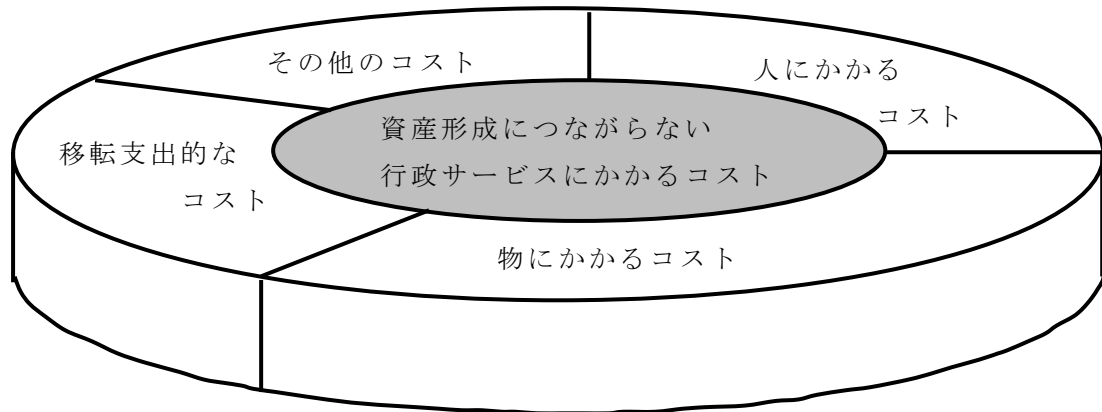 その他のコスト
人にかかる
コスト
資産形成につながらない
行政サービスにかかるコスト
移転支出的な
コスト
物にかかるコスト